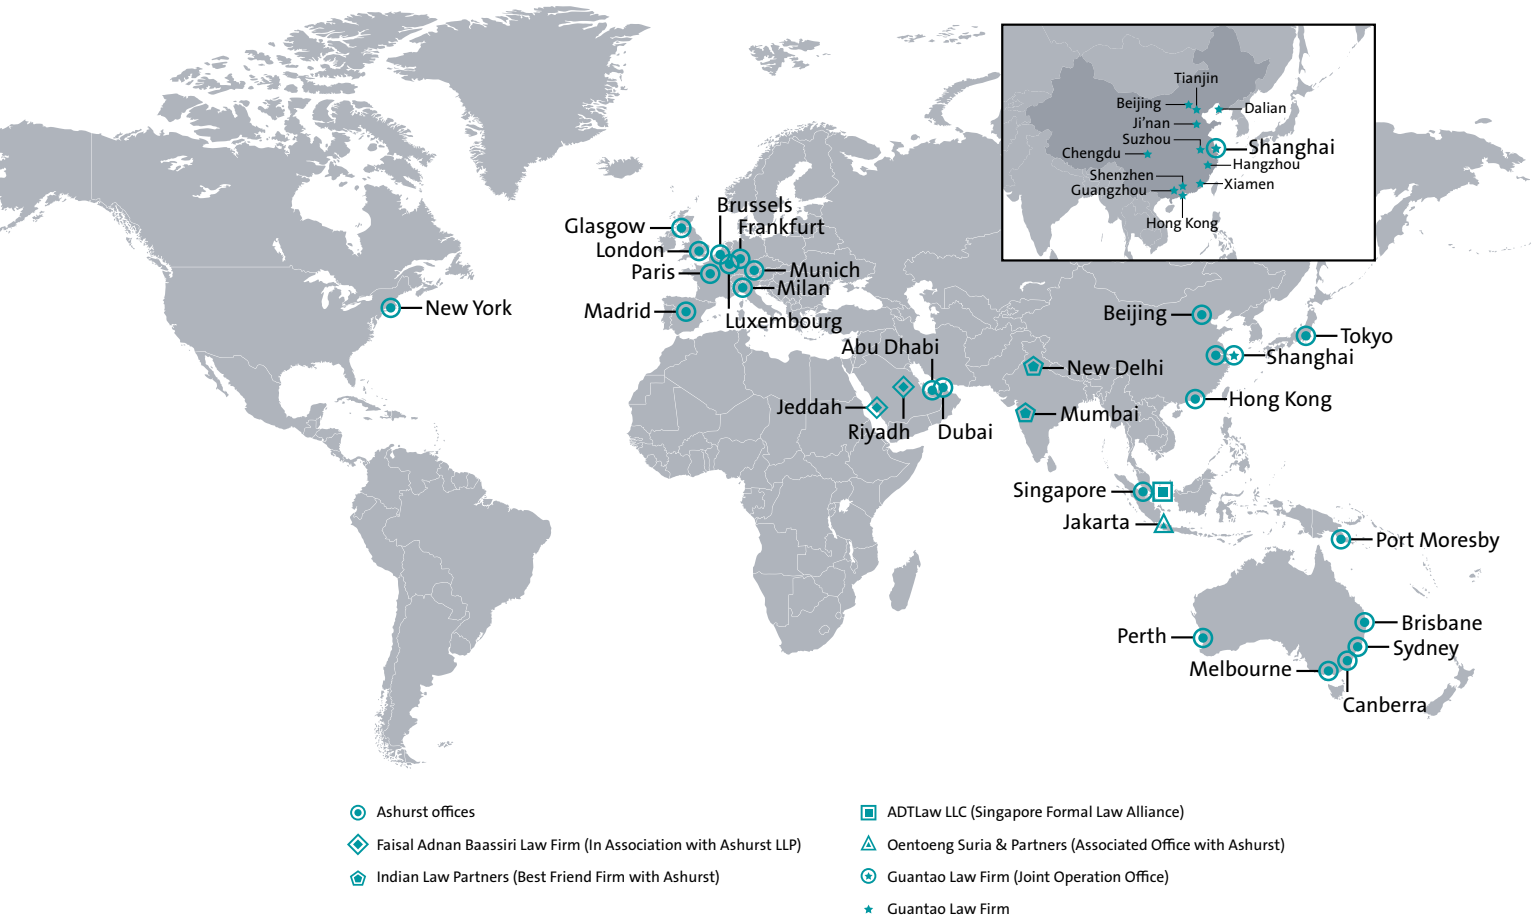 Tianjin
Beijing
Dalian
Ji'nan
Suzhou
Shanghai
Chengdu
Hangzhou
Shenzhen
Xiamen
Guangzhou
Hong Kong
Brussels
Glasgow
Frankfurt
London
Paris
Munich
Milan
Madrid
Luxembourg
New York
Beijing
Tokyo
Abu Dhabi
Shanghai
New Delhi
Hong Kong
Jeddah
Mumbai
Riyadh
Dubai
Singapore
Jakarta
Port Moresby
Brisbane
Perth
Sydney
Melbourne
Canberra
Ashurst offices
Faisal Adnan Baassiri Law Firm (In Association with Ashurst LLP)
Indian Law Partners (Best Friend Firm with Ashurst)
ADTLaw LLC (Singapore Formal Law Alliance)
Oentoeng Suria & Partners (Associated Office with Ashurst)
Guantao Law Firm (Joint Operation Office)
Guantao Law Firm